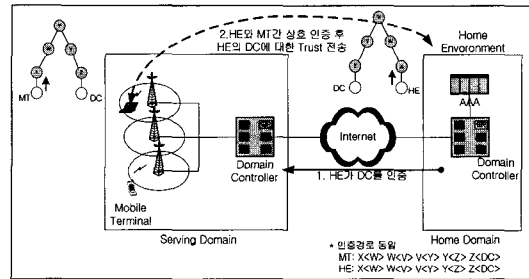 2.HE와 MT간 상호 인증 후
HE의 DC에 대한 Trust 전송
Home
Environment
MT
DC
DC
HE
AAA
Internet
Domain
Controller
Domain
Controller
1. HE가 DC를 인증
Mobile
Terminal
Serving Domain
Home Domain
* 인증경로 동일
MT: X<W> W<V> V<Y> Y<Z> Z<DC>
HE: X<W> W<V> V<Y> Y<Z> Z<DC>